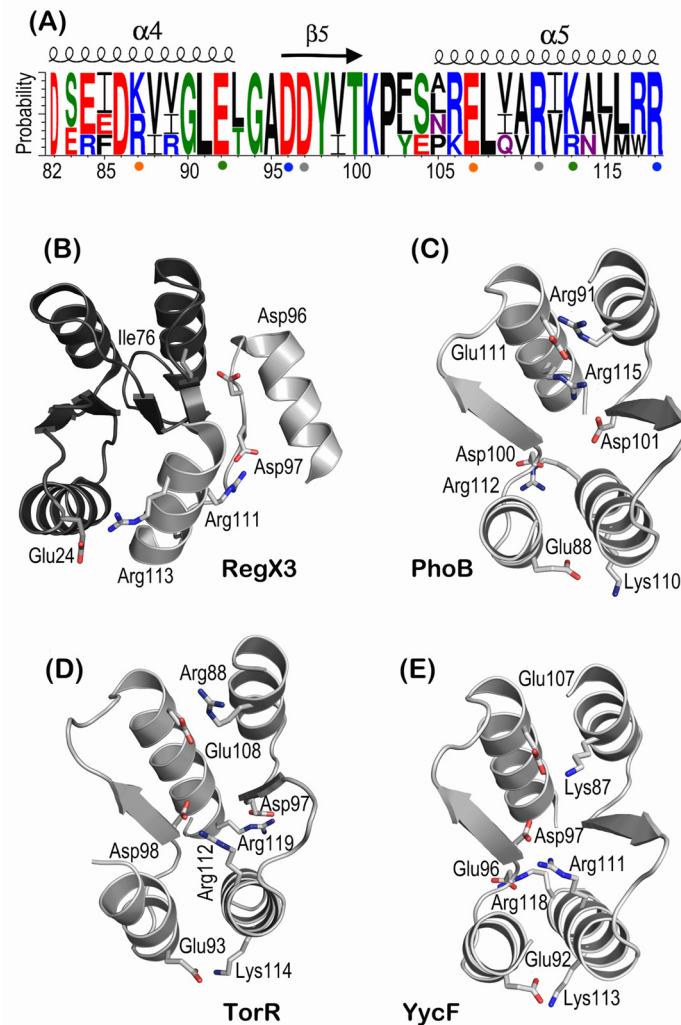 (A)
α4 β5 α5
Probability
DSEIDKVVGLELGADDYVTKPFSARELVARIKALLRR
82 85 90 95 100 105 110 115
(B)
Ile76
Asp96
Asp97
Arg111
Glu24
Arg113
RegX3
(C)
Arg91
Glu111
Arg115
Asp101
Asp100
Arg112
Glu88
Lys110
PhoB
(D)
Arg88
Glu108
Asp97
Asp98
Arg112
Arg119
Glu93
Lys114
TorR
(E)
Glu107
Lys87
Asp97
Glu96
Arg111
Arg118
Glu92
Lys113
YycF